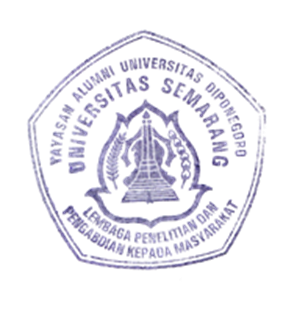 YAYASAN ALUMNI UNIVERSITAS DIPONEGORO
UNIVERSITAS SEMARANG
LEMBAGA PENELITIAN DAN
PENGABDIAN KEPADA MASYARAKAT